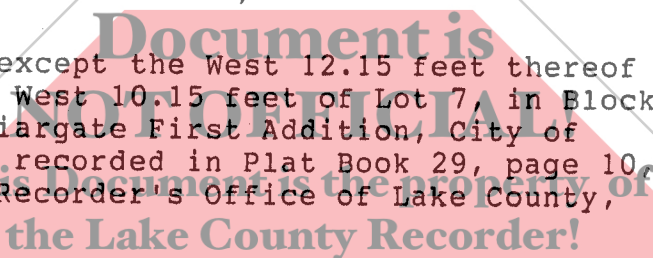 Document is
except the West 12.15 feet thereof
West 10.15 feet of Lot 7, in Block
NOT OFFICIAL!
iargate First Addition, City of
recorded in Plat Book 29, page 10,
is Document is the property of
Recorder's Office of Lake County,
the Lake County Recorder!